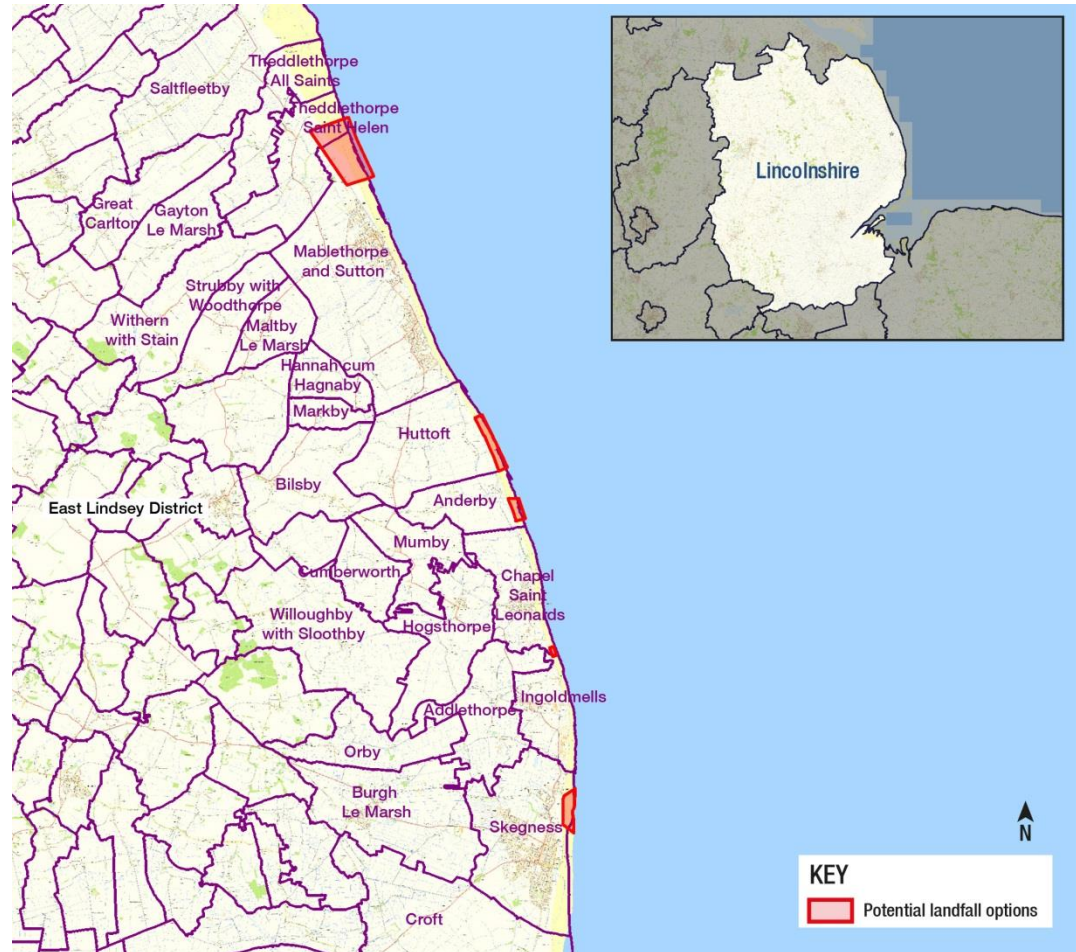 Theddlethorpe
All Saints
Saltfleetby
Theddlethorpe
Saint Helen
Great
Carlton
Gayton
Le Marsh
Mablethorpe
and Sutton
Strubby with
Woodthorpe
Withern
with Stain
Maltby
Le Marsh
Hannah cum
Hagnaby
Markby
Huttoft
Bilsby
Anderby
East Lindsey District
Mumby
Cumberworth
Chapel
Saint
Leonards
Willoughby
with Sloothby
Hogsthorpe
Ingoldmells
Addlethorpe
Orby
Burgh
Le Marsh
Skegness
Croft
Lincolnshire
N
KEY
Potential landfall options